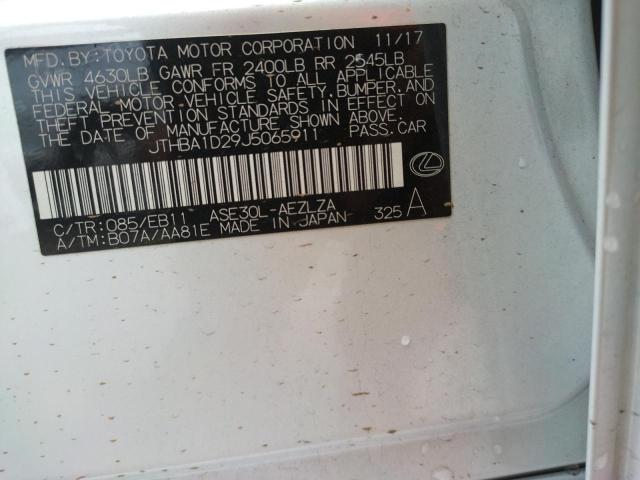 MFD. BY: TOYOTA MOTOR CORPORATION 11/17
GVWR 4630LB GAWR FR 2400LB RR 2545LB
THIS VEHICLE CONFORMS TO ALL APPLICABLE
FEDERAL MOTOR VEHICLE SAFETY, BUMPER, AND
THEFT PREVENTION STANDARDS IN EFFECT ON
THE DATE OF MANUFACTURE SHOWN ABOVE.
JTHBA1D29J5065911 PASS. CAR
C/TR: 085/EB11 ASE30L-AEZLZA 325 A
A/TM: B07A/AA81E MADE IN JAPAN